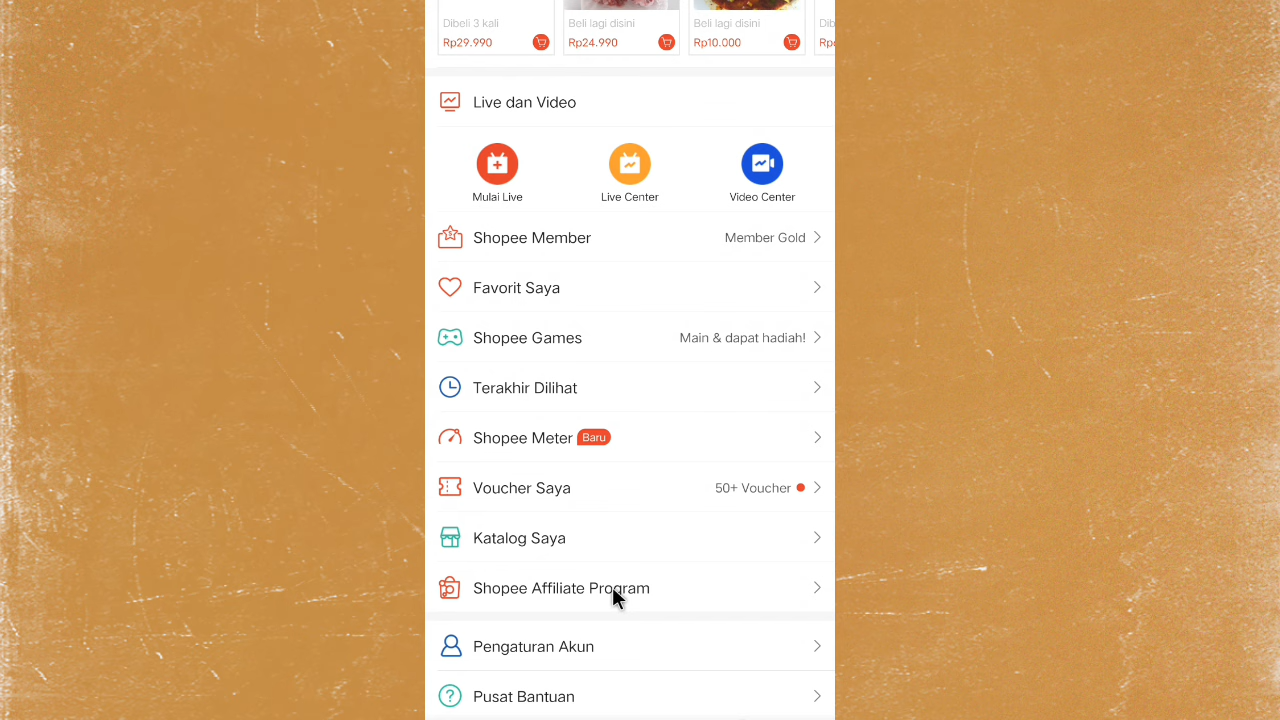 Dibeli 3 kali
Beli lagi disini
Beli lagi disini
Rp29.990
Rp24.990
Rp10.000
Live dan Video
Mulai Live
Live Center
Video Center
Shopee Member
Member Gold
Favorit Saya
Shopee Games
Main & dapat hadiah!
Terakhir Dilihat
Shopee Meter
Baru
Voucher Saya
50+ Voucher
Katalog Saya
Shopee Affiliate Program
Pengaturan Akun
Pusat Bantuan